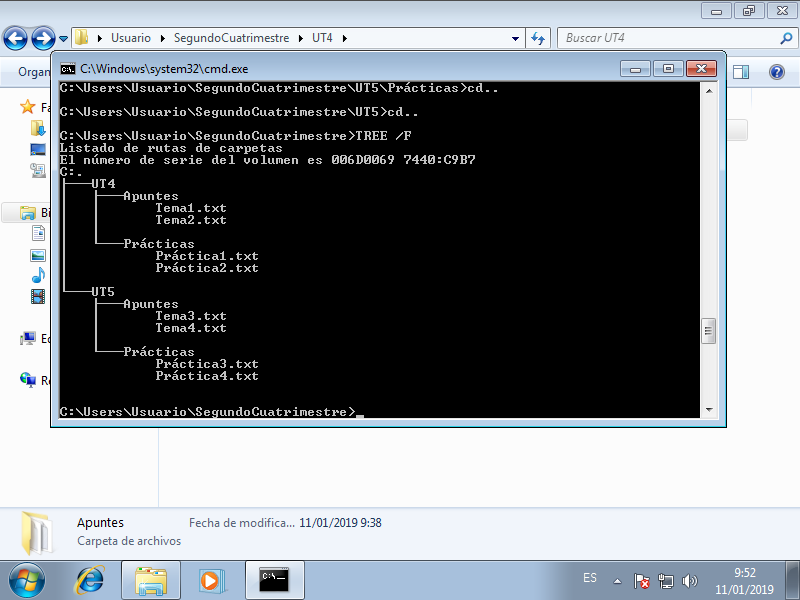 Usuario
SegundoCuatrimestre
UT4
Buscar UT4
Organ
C:\Windows\system32\cmd.exe
Fa
Bi
Ec
Re
C:\Users\Usuario\SegundoCuatrimestre\UT5\Prácticas>cd..
C:\Users\Usuario\SegundoCuatrimestre\UT5>cd..
C:\Users\Usuario\SegundoCuatrimestre>TREE /F
Listado de rutas de carpetas
El número de serie del volumen es 006D0069 7440:C9B7
C:.
UT4
Apuntes
Tema1.txt
Tema2.txt
Prácticas
Práctica1.txt
Práctica2.txt
UT5
Apuntes
Tema3.txt
Tema4.txt
Prácticas
Práctica3.txt
Práctica4.txt
C:\Users\Usuario\SegundoCuatrimestre>_
Apuntes
Fecha de modifica... 11/01/2019 9:38
Carpeta de archivos
ES
9:52
11/01/2019